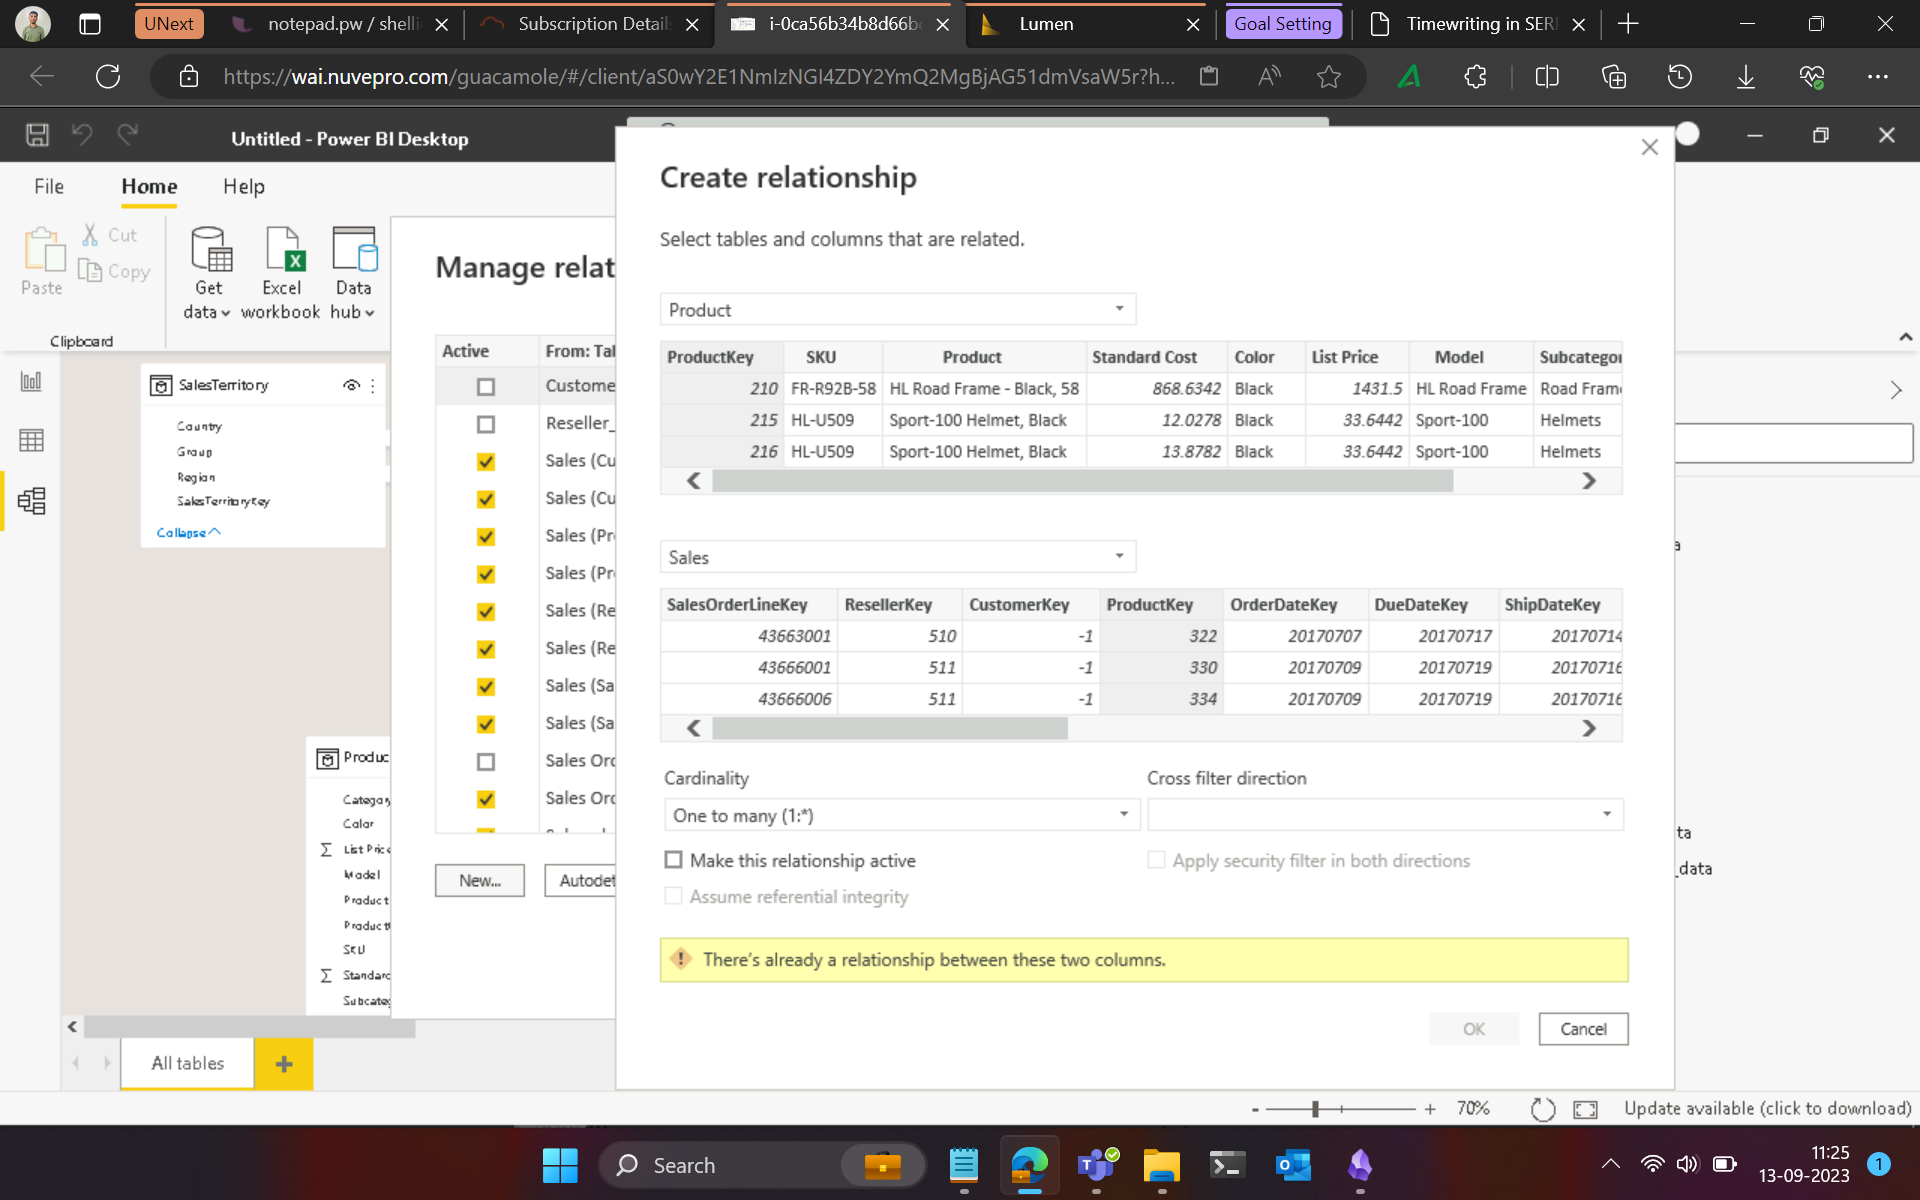 UNext
notepad.pw / shelli
Subscription Details
i-0ca56b34b8d66b
Lumen
Goal Setting
Timewriting in SERI
https://wai.nuvepro.com/guacamole/#/client/
Untitled - Power BI Desktop
File
Home
Help
Paste
Cut
Copy
Clipboard
Get data
Excel workbook
Data hub
SalesTerritory
Country
Group
Region
SalesTerritoryKey
Collapse
Produc
Category
Color
List Price
Model
Product
Product
SKU
Standard
Subcateg
All tables
Manage relat
Active
From: Tal
Custome
Reseller_
Sales (Cu
Sales (Cu
Sales (Pr
Sales (Pr
Sales (Re
Sales (Re
Sales (Sa
Sales (Sa
Sales Orc
Sales Orc
New...
Autodet
Create relationship
Select tables and columns that are related.
Product
ProductKey SKU Product Standard Cost Color List Price Model Subcategor
210 FR-R92B-58 HL Road Frame - Black, 58 868.6342 Black 1431.5 HL Road Frame Road Fram
215 HL-U509 Sport-100 Helmet, Black 12.0278 Black 33.6442 Sport-100 Helmets
216 HL-U509 Sport-100 Helmet, Black 13.8782 Black 33.6442 Sport-100 Helmets
Sales
SalesOrderLineKey ResellerKey CustomerKey ProductKey OrderDateKey DueDateKey ShipDateKey
43663001 510 -1 322 20170707 20170717 20170714
43666001 511 -1 330 20170709 20170719 20170716
43666006 511 -1 334 20170709 20170719 20170716
Cardinality
Cross filter direction
One to many (1:*)
Make this relationship active
Apply security filter in both directions
Assume referential integrity
There's already a relationship between these two columns.
OK
Cancel
a
ta
_data
- + 70%
Update available (click to download)
Search
11:25
13-09-2023
1